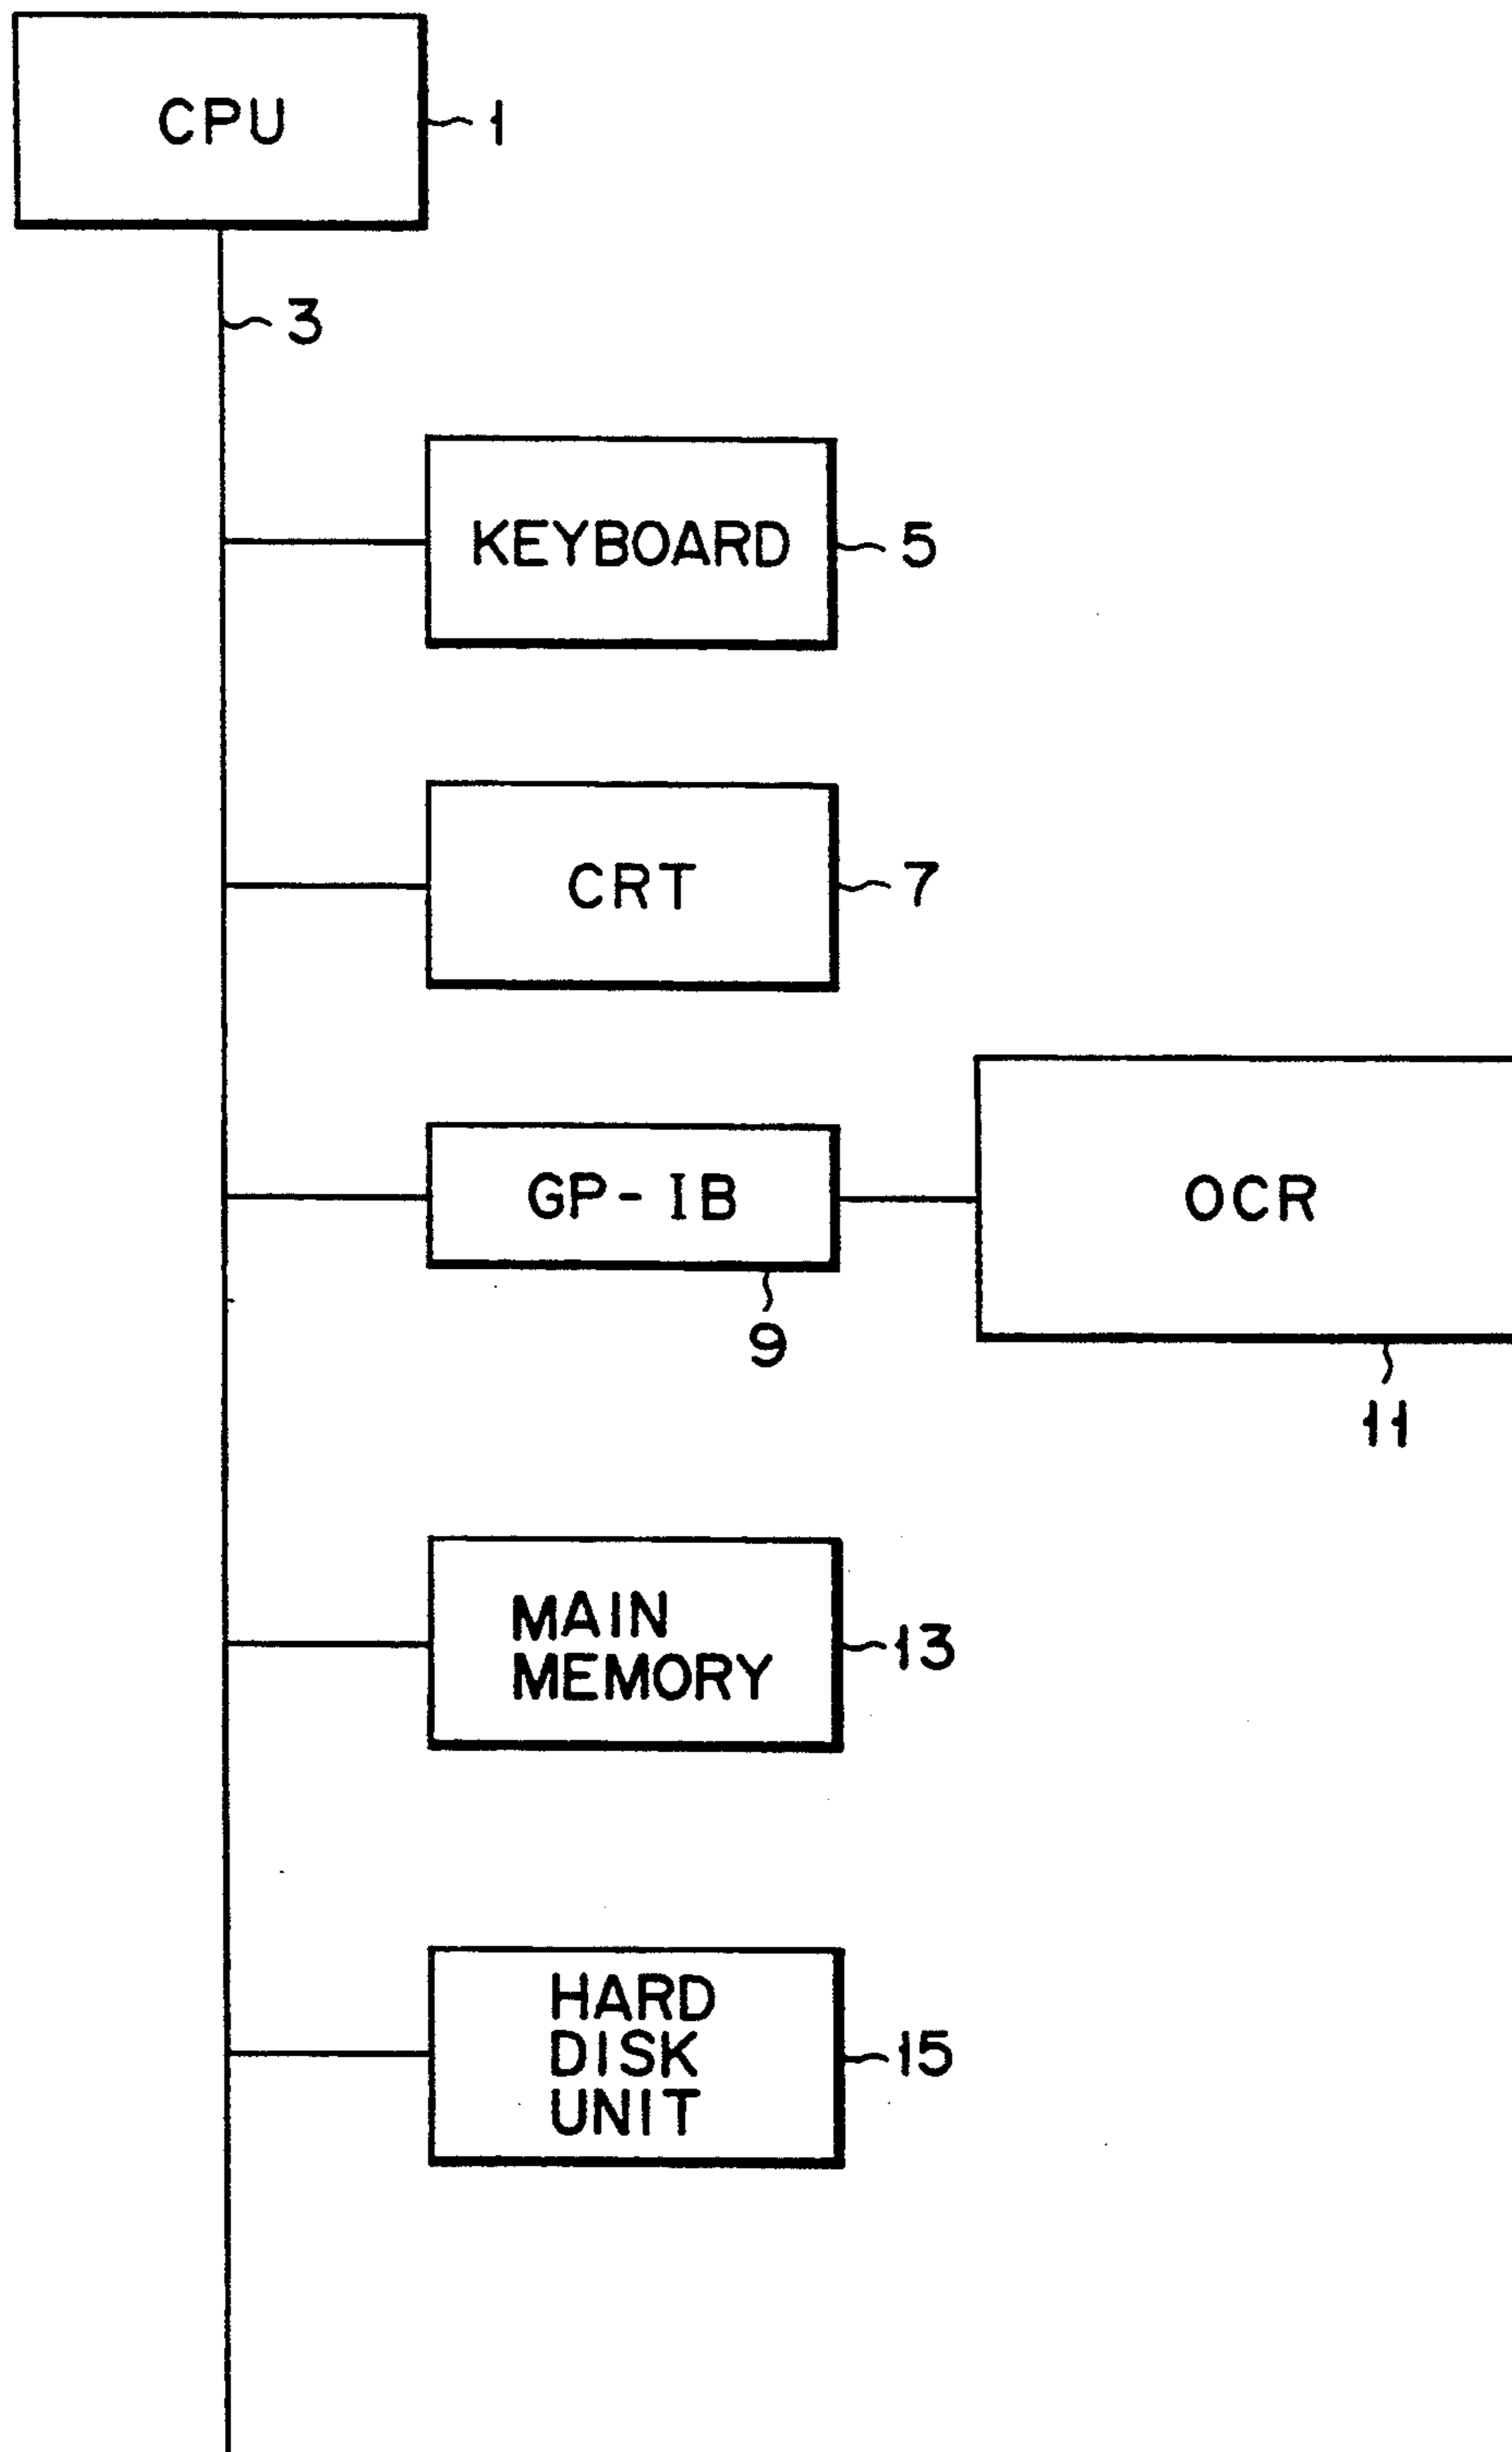 CPU
1
3
KEYBOARD
5
CRT
7
GP-IB
OCR
9
11
MAIN
MEMORY
13
HARD
DISK
UNIT
15